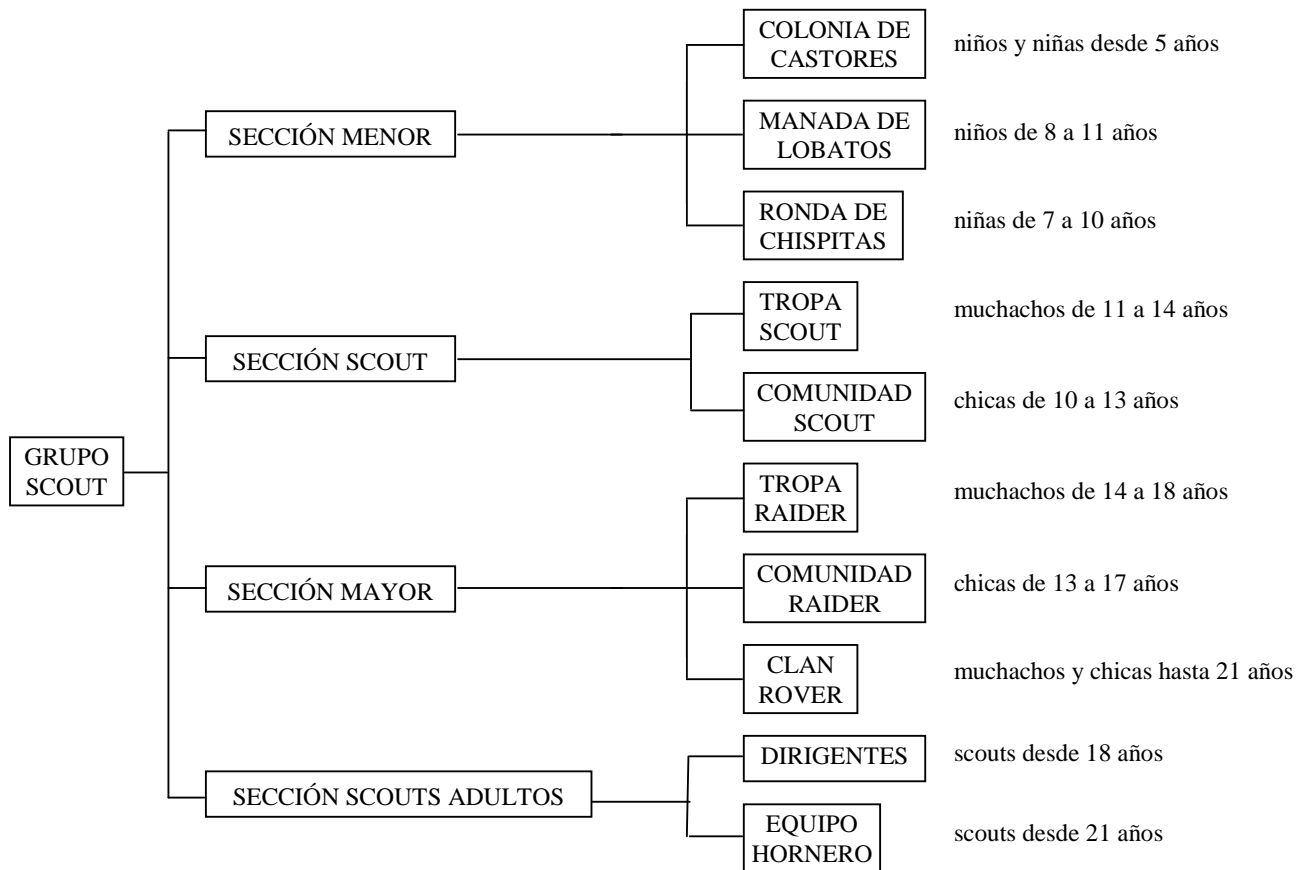 COLONIA DE
CASTORES
niños y niñas desde 5 años
SECCIÓN MENOR
MANADA DE
LOBATOS
niños de 8 a 11 años
RONDA DE
CHISPITAS
niñas de 7 a 10 años
TROPA
SCOUT
muchachos de 11 a 14 años
SECCIÓN SCOUT
COMUNIDAD
SCOUT
chicas de 10 a 13 años
GRUPO
SCOUT
TROPA
RAIDER
muchachos de 14 a 18 años
SECCIÓN MAYOR
COMUNIDAD
RAIDER
chicas de 13 a 17 años
CLAN
ROVER
muchachos y chicas hasta 21 años
DIRIGENTES
scouts desde 18 años
SECCIÓN SCOUTS ADULTOS
EQUIPO
HORNERO
scouts desde 21 años